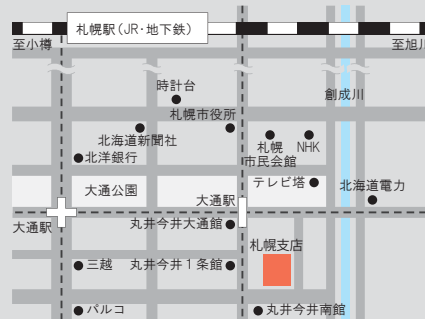 札幌駅(JR・地下鉄)
至小樽
至旭川
時計台
創成川
札幌市役所
北海道新聞社
札幌
市民会館
NHK
北洋銀行
大通公園
テレビ塔
北海道電力
大通駅
大通駅
丸井今井大通館
札幌支店
三越
丸井今井1条館
パルコ
丸井今井南館